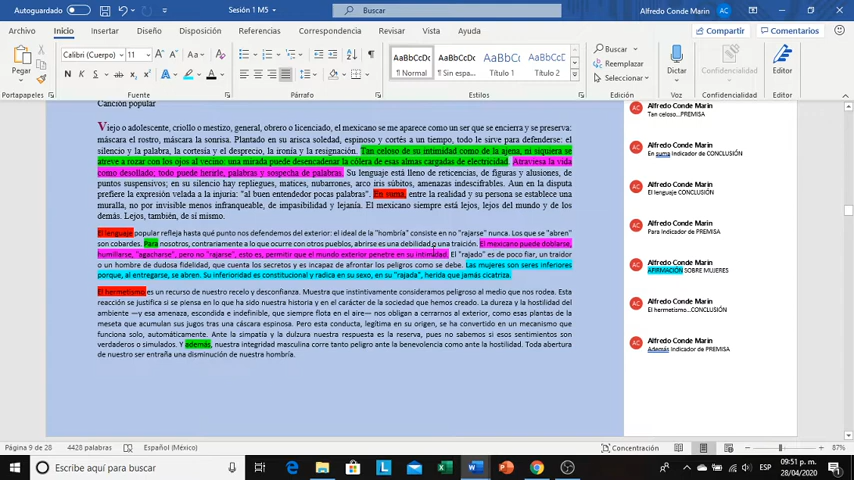 Autoguardado
Sesión 1 M5
Buscar
Alfredo Conde Marin
AC
Archivo Inicio Insertar Diseño Disposición Referencias Correspondencia Revisar Vista Ayuda
Compartir Comentarios
Pegar
Calibri (Cuerpo) 11
N K S
AaBbCcDc AaBbCcDc AaBbC AaBbCcC
¶ Normal ¶ Sin espa... Título 1 Título 2
Buscar
Reemplazar
Seleccionar
Dictar
Confidencialidad
Editor
Portapapeles Fuente Párrafo Estilos Edición Voz Confidencialidad Editor
Canción popular
Viejo o adolescente, criollo o mestizo, general, obrero o licenciado, el mexicano se me aparece como un ser que se encierra y se preserva:
máscara el rostro, máscara la sonrisa. Plantado en su arisca soledad, espinoso y cortés a un tiempo, todo le sirve para defenderse: el
silencio y la palabra, la cortesía y el desprecio, la ironía y la resignación. Tan celoso de su intimidad como de la ajena, ni siquiera se
atreve a rozar con los ojos al vecino: una mirada puede desencadenar la cólera de esas almas cargadas de electricidad. Atraviesa la vida
como desollado; todo puede herirle, palabras y sospecha de palabras. Su lenguaje está lleno de reticencias, de figuras y alusiones, de
puntos suspensivos; en su silencio hay repliegues, matices, nubarrones, arco iris súbitos, amenazas indescifrables. Aun en la disputa
prefiere la expresión velada a la injuria: "al buen entendedor pocas palabras". En suma, entre la realidad y su persona se establece una
muralla, no por invisible menos infranqueable, de impasibilidad y lejanía. El mexicano siempre está lejos, lejos del mundo y de los
demás. Lejos, también, de sí mismo.
El lenguaje popular refleja hasta qué punto nos defendemos del exterior: el ideal de la "hombría" consiste en no "rajarse" nunca. Los que se "abren"
son cobardes. Para nosotros, contrariamente a lo que ocurre con otros pueblos, abrirse es una debilidad o una traición. El mexicano puede doblarse,
humillarse, "agacharse", pero no "rajarse", esto es, permitir que el mundo exterior penetre en su intimidad. El "rajado" es de poco fiar, un traidor
o un hombre de dudosa fidelidad, que cuenta los secretos y es incapaz de afrontar los peligros como se debe. Las mujeres son seres inferiores
porque, al entregarse, se abren. Su inferioridad es constitucional y radica en su sexo, en su "rajada", herida que jamás cicatriza.
El hermetismo es un recurso de nuestro recelo y desconfianza. Muestra que instintivamente consideramos peligroso al medio que nos rodea. Esta
reacción se justifica si se piensa en lo que ha sido nuestra historia y en el carácter de la sociedad que hemos creado. La dureza y la hostilidad del
ambiente —y esa amenaza, escondida e indefinible, que siempre flota en el aire— nos obligan a cerrarnos al exterior, como esas plantas de la
meseta que acumulan sus jugos tras una cáscara espinosa. Pero esta conducta, legítima en su origen, se ha convertido en un mecanismo que
funciona solo, automáticamente. Ante la simpatía y la dulzura nuestra respuesta es la reserva, pues no sabemos si esos sentimientos son
verdaderos o simulados. Y además, nuestra integridad masculina corre tanto peligro ante la benevolencia como ante la hostilidad. Toda abertura
de nuestro ser entraña una disminución de nuestra hombría.
AC Alfredo Conde Marin
Tan celoso...PREMISA
AC Alfredo Conde Marin
En suma Indicador de CONCLUSIÓN
AC Alfredo Conde Marin
El lenguaje CONCLUSIÓN
AC Alfredo Conde Marin
Para Indicador de PREMISA
AC Alfredo Conde Marin
AFIRMACIÓN SOBRE MUJERES
AC Alfredo Conde Marin
El hermetismo...CONCLUSIÓN
AC Alfredo Conde Marin
Además Indicador de PREMISA
Página 9 de 28 4428 palabras Español (México) Concentración 87%
Escribe aquí para buscar
ESP
09:51 p. m.
28/04/2020